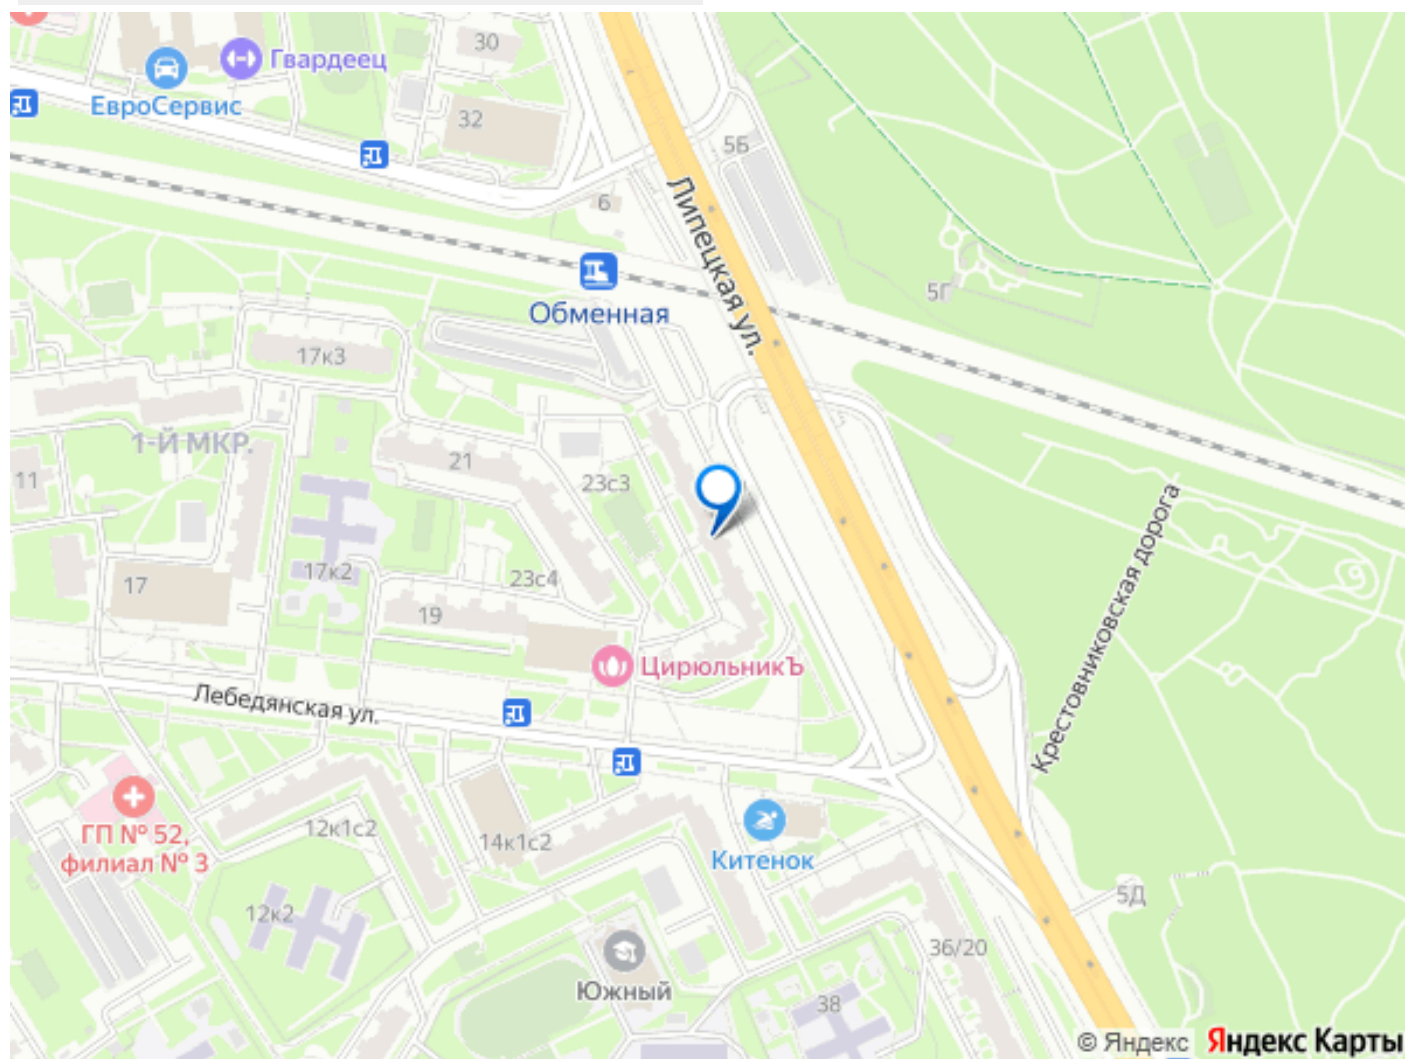 30
Гвардеец
ЕвроСервис
32
5Б
6
Липецкая ул.
5Г
Обменная
17к3
1-Й МКР.
21
11
23с3
Крестовниковская дорога
17к2
17
23с4
19
ЦирюльникЪ
Лебедянская ул.
ГП № 52,
филиал № 3
12к1с2
14к1с2
Китенок
5Д
12к2
36/20
Южный
38
© Яндекс Яндекс Карты